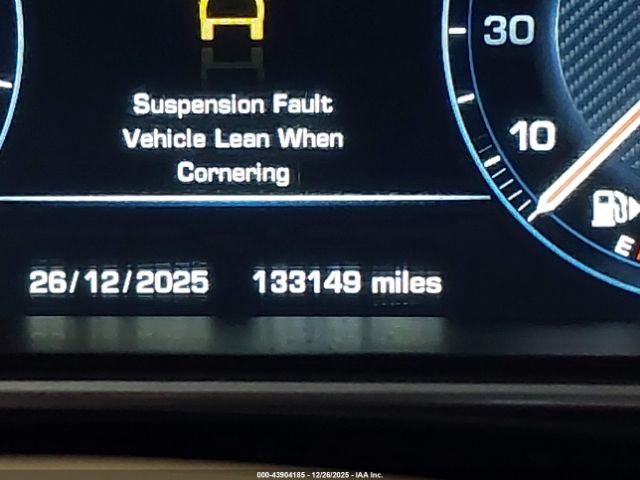 30
Suspension Fault
Vehicle Lean When
Cornering
10
E
26/12/2025 133149 miles
000-43904185 - 12/26/2025 - IAA Inc.